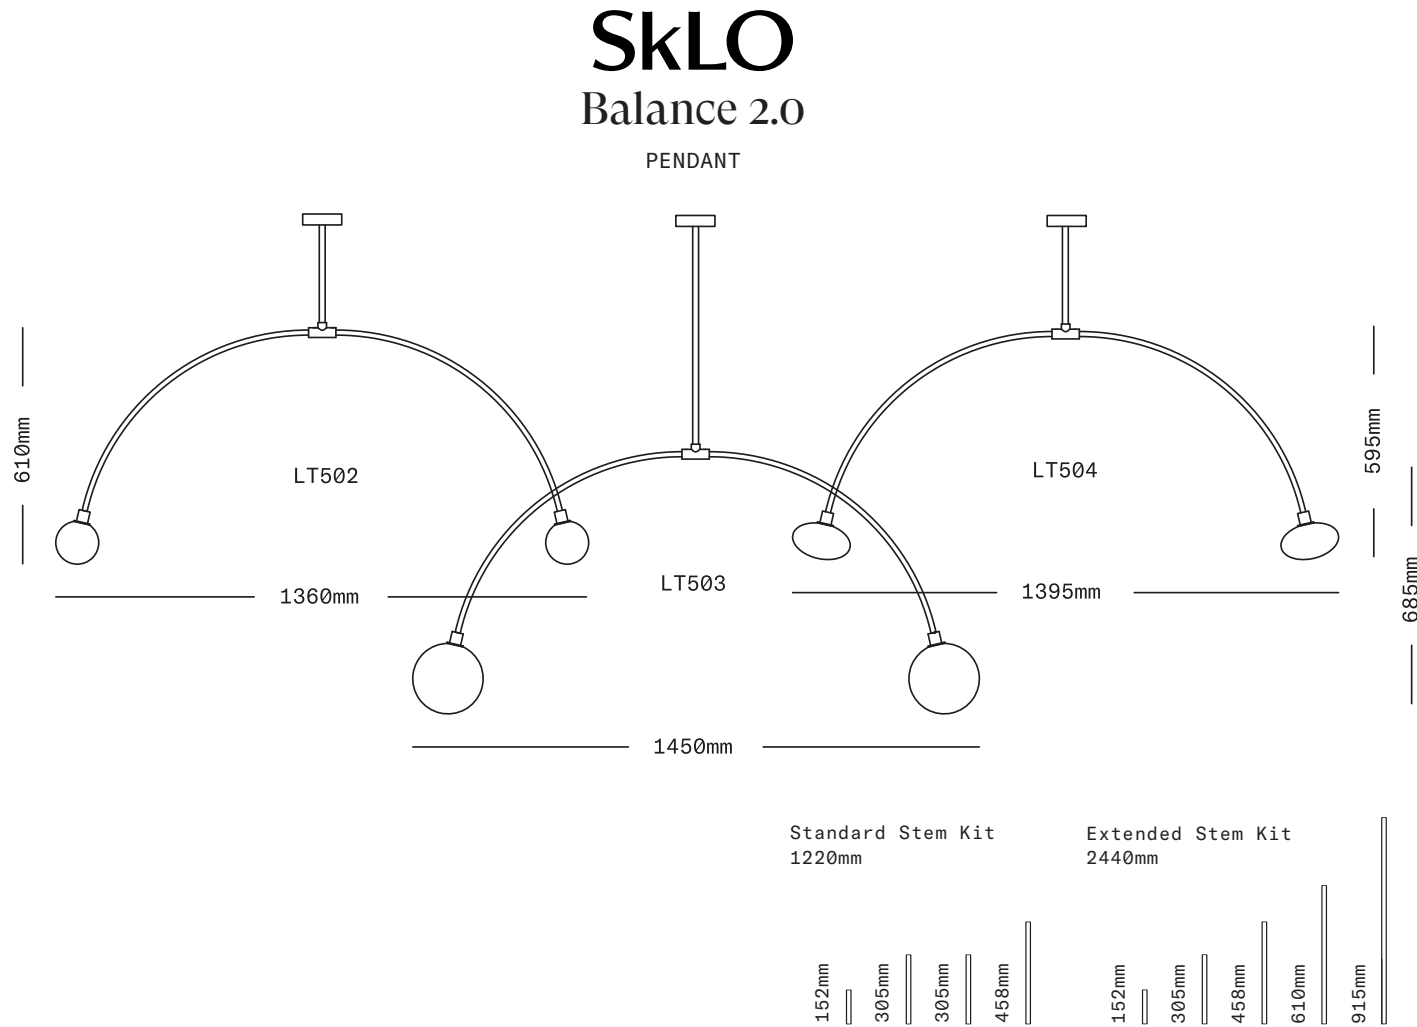 SkLO
Balance 2.0
PENDANT
610mm
LT502
1360mm
LT503
1450mm
LT504
1395mm
595mm
685mm
Standard Stem Kit
1220mm
152mm
305mm
305mm
458mm
Extended Stem Kit
2440mm
152mm
305mm
458mm
610mm
915mm